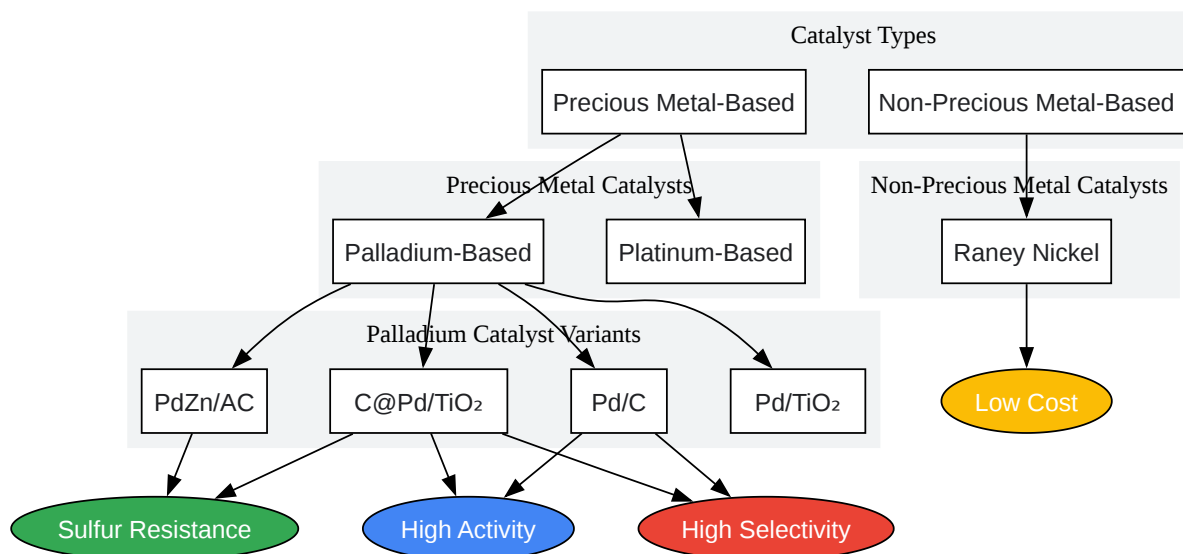 Catalyst Types
Precious Metal-Based
Non-Precious Metal-Based
Precious Metal Catalysts
Non-Precious Metal Catalysts
Palladium-Based
Platinum-Based
Raney Nickel
Palladium Catalyst Variants
PdZn/AC
C@Pd/TiO₂
Pd/C
Pd/TiO₂
Low Cost
Sulfur Resistance
High Activity
High Selectivity